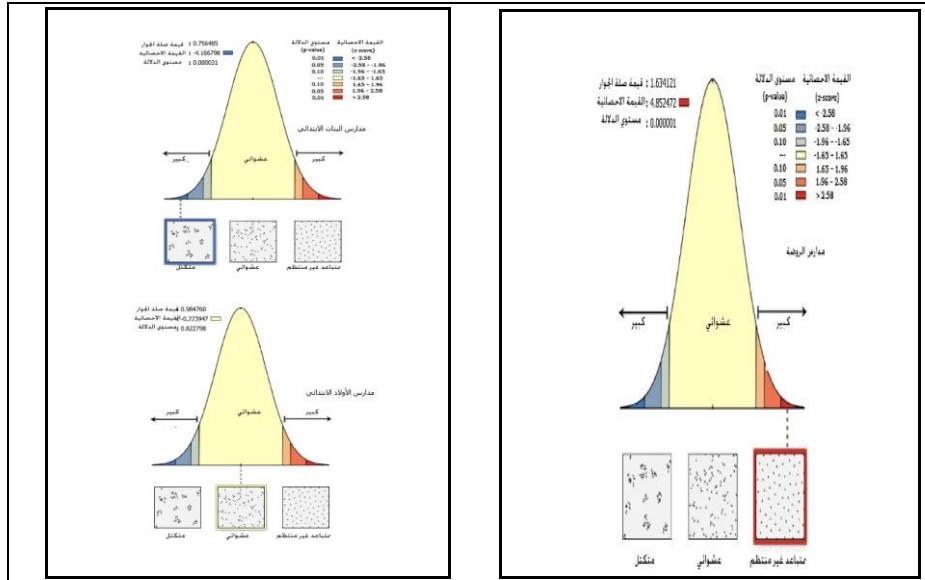 قيمة صلة الجوار : 0.756485
القيمة الاحصائية : -4.166798
مستوي الدلالة : 0.000031
مستوي الدلالة القيمة الاحصائية
(p-value) (z-score)
0.01 < -2.58
0.05 -2.58 - -1.96
0.10 -1.96 - -1.65
--- -1.65 - 1.65
0.10 1.65 - 1.96
0.05 1.96 - 2.58
0.01 > 2.58
مدارس البنات الابتدائي
كبير
عشوائي
كبير
متكتل
عشوائي
متباعد غير منتظم
0.984760 قيمة صلة الجوار
-0.223947 القيمة الاحصائية
0.822798 مستوي الدلالة
مدارس الأولاد الابتدائي
كبير
عشوائي
كبير
متكتل
عشوائي
متباعد غير منتظم
قيمة صلة الجوار : 1.634121
القيمة الاحصائية : 4.852472
مستوي الدلالة : 0.000001
مستوي الدلالة القيمة الاحصائية
(p-value) (z-score)
0.01 < -2.58
0.05 -2.58 - -1.96
0.10 -1.96 - -1.65
--- -1.65 - 1.65
0.10 1.65 - 1.96
0.05 1.96 - 2.58
0.01 > 2.58
مدارس الروضة
كبير
عشوائي
كبير
متكتل
عشوائي
متباعد غير منتظم